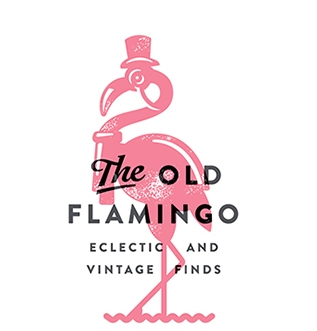 The OLD
FLAMINGO
ECLECTIC AND
VINTAGE FINDS